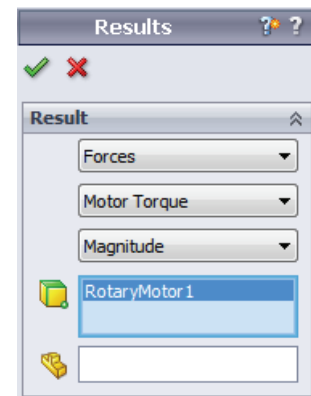 Results ? ?
Result
Forces
Motor Torque
Magnitude
RotaryMotor1